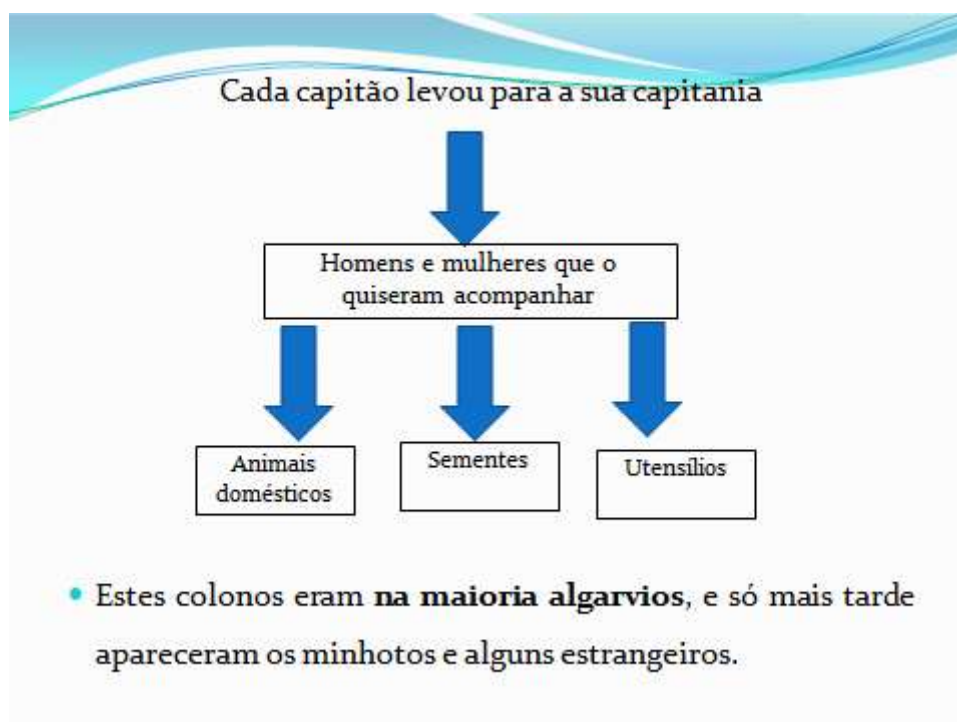 Cada capitão levou para a sua capitania
Homens e mulheres que o
quiseram acompanhar
Animais
domésticos
Sementes
Utensílios
• Estes colonos eram na maioria algarvios, e só mais tarde
apareceram os minhotos e alguns estrangeiros.